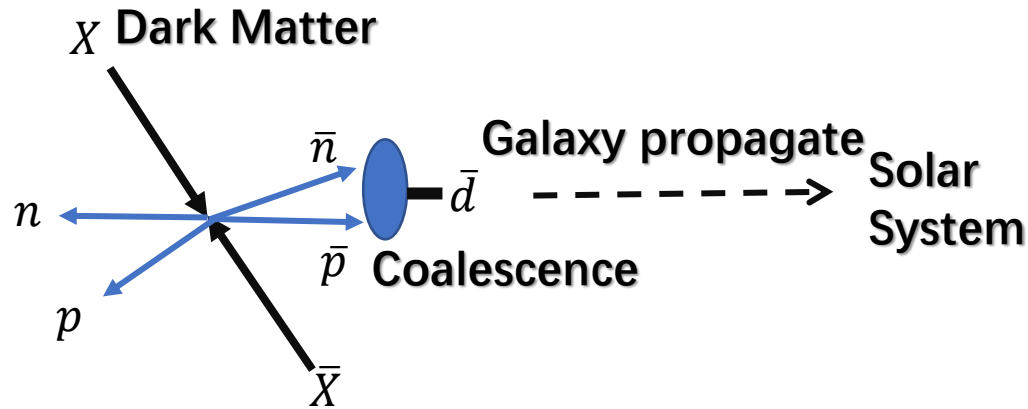 X Dark Matter
n̄
Galaxy propagate
Solar
System
d̄
n
p̄
Coalescence
p
X̄